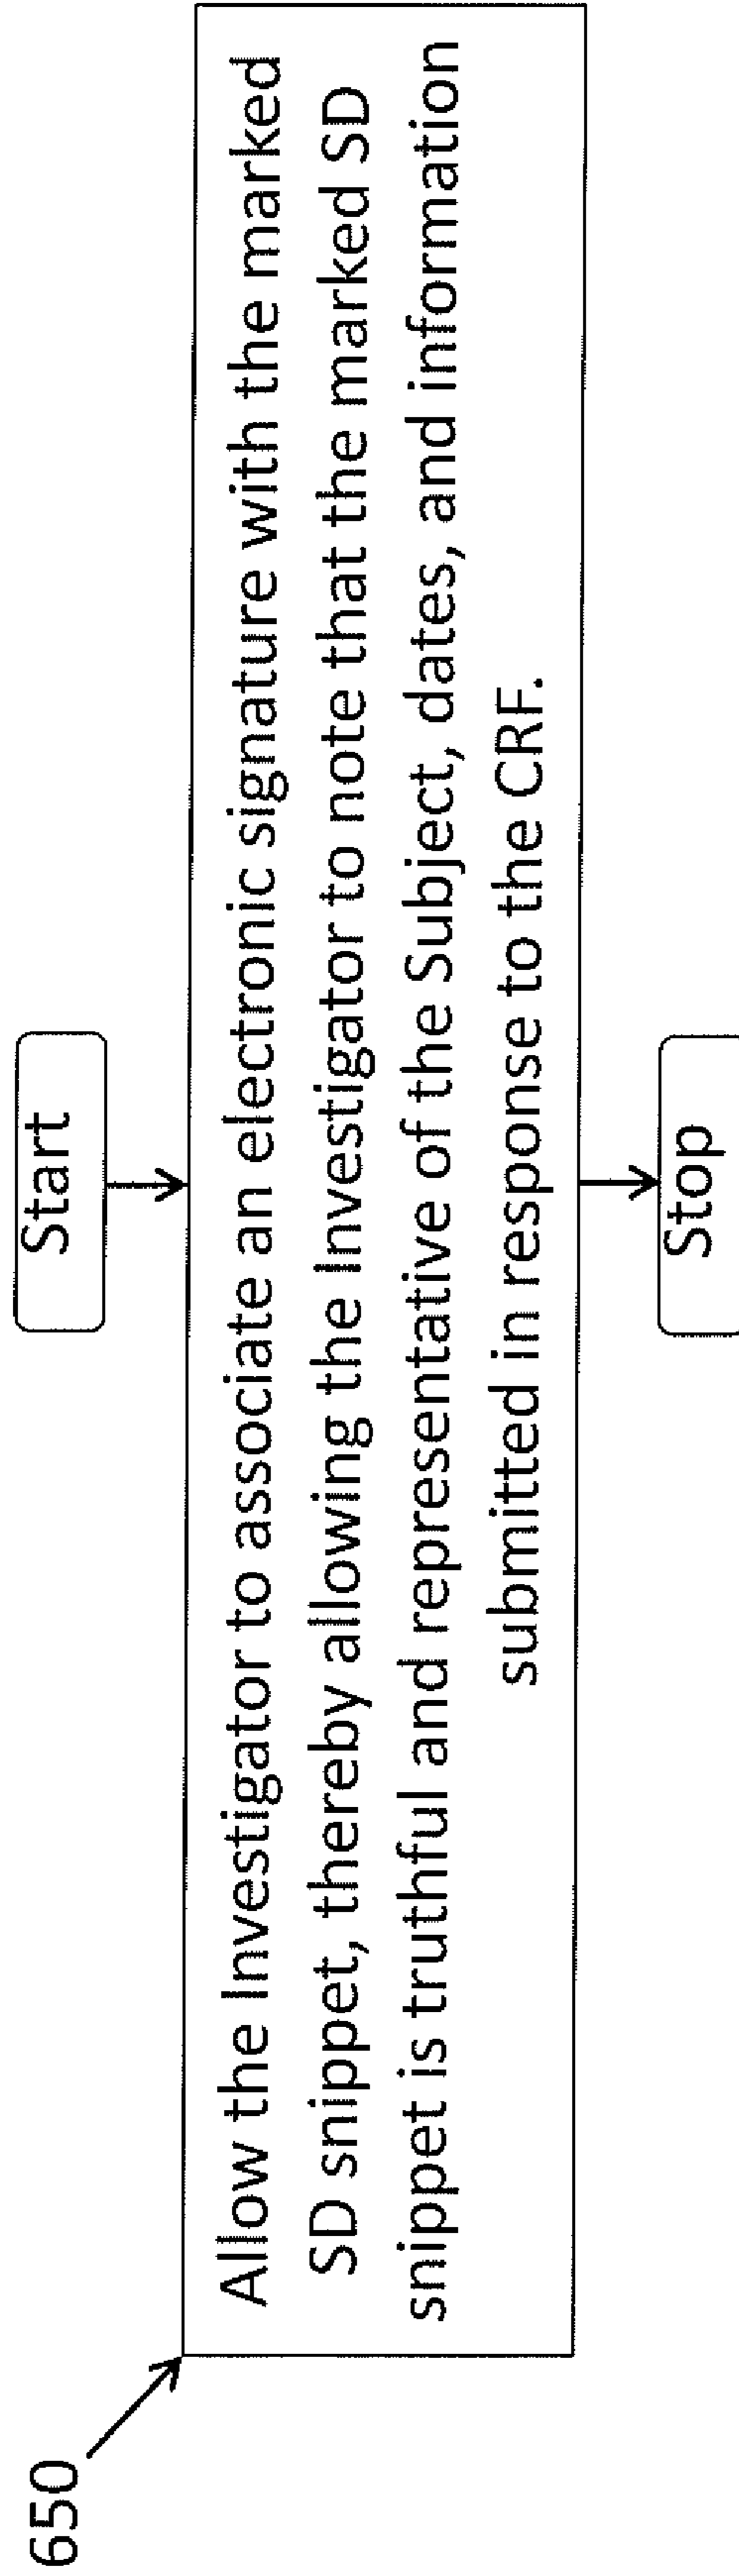 Start
650
Allow the Investigator to associate an electronic signature with the marked
SD snippet, thereby allowing the Investigator to note that the marked SD
snippet is truthful and representative of the Subject, dates, and information
submitted in response to the CRF.
Stop